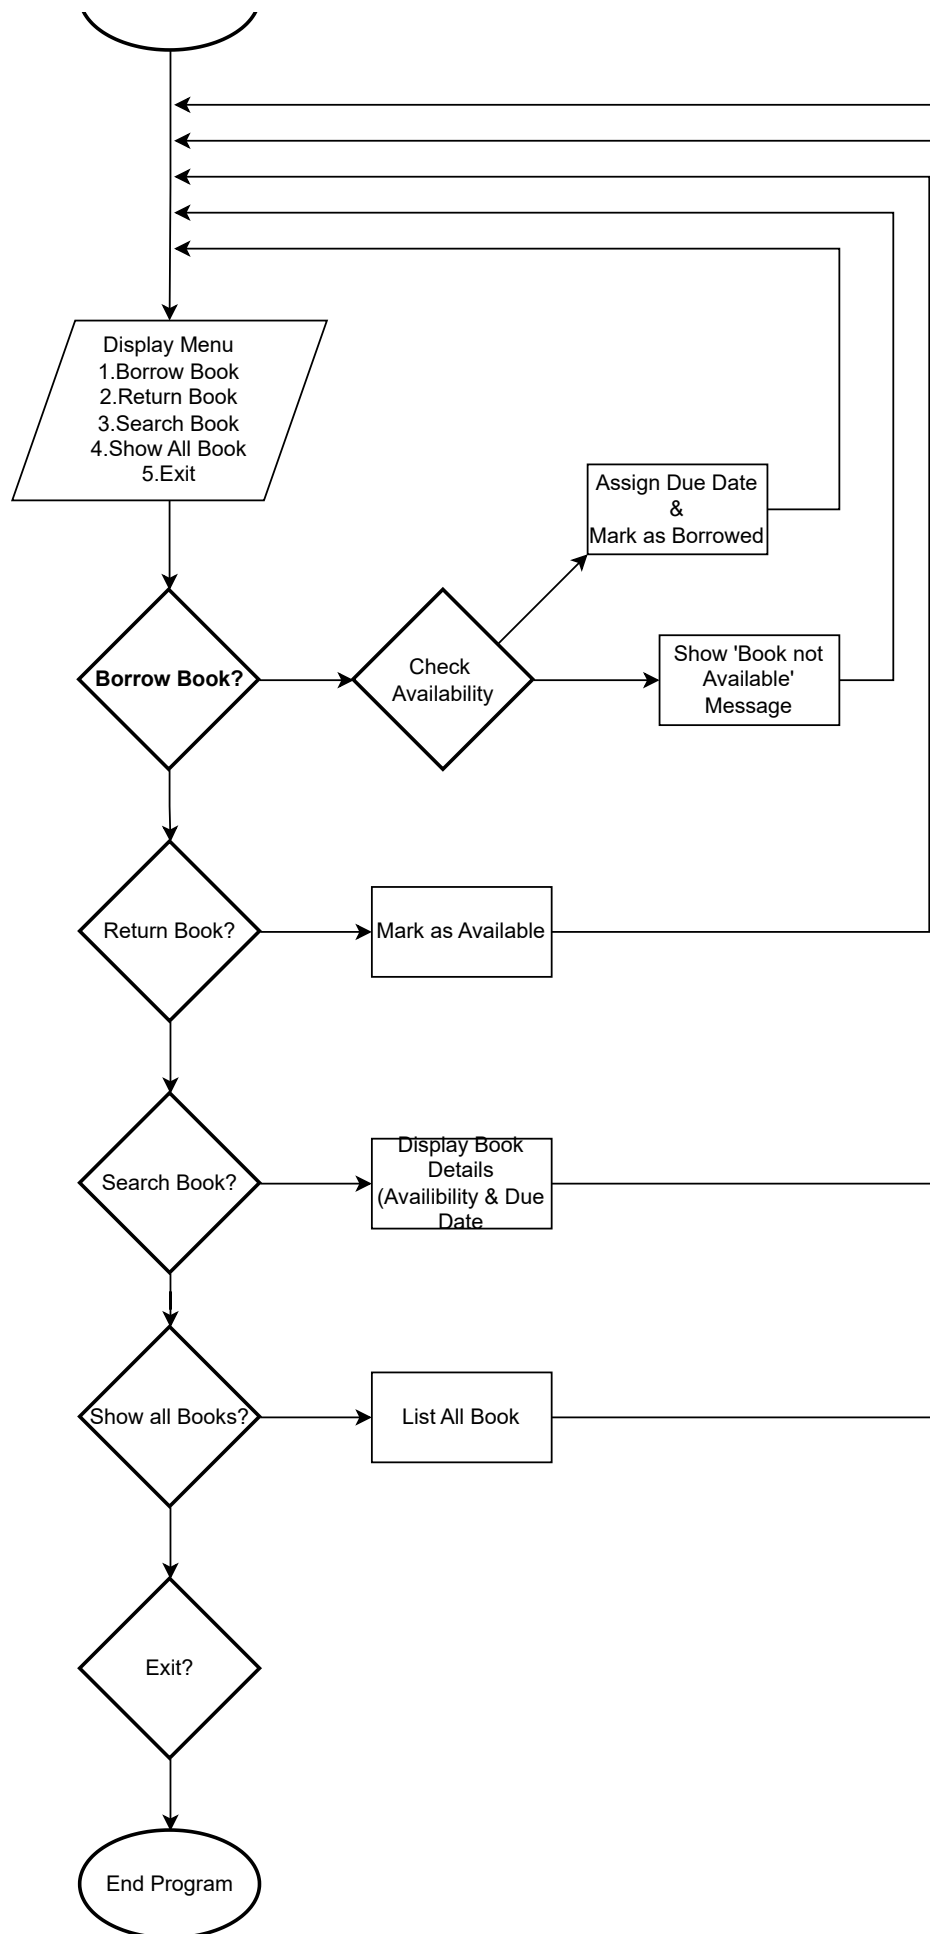 Display Menu
1.Borrow Book
2.Return Book
3.Search Book
4.Show All Book
5.Exit
Assign Due Date
&
Mark as Borrowed
Borrow Book?
Check
Availability
Show 'Book not
Available'
Message
Return Book?
Mark as Available
Search Book?
Display Book
Details
(Availibility & Due
Date
Show all Books?
List All Book
Exit?
End Program